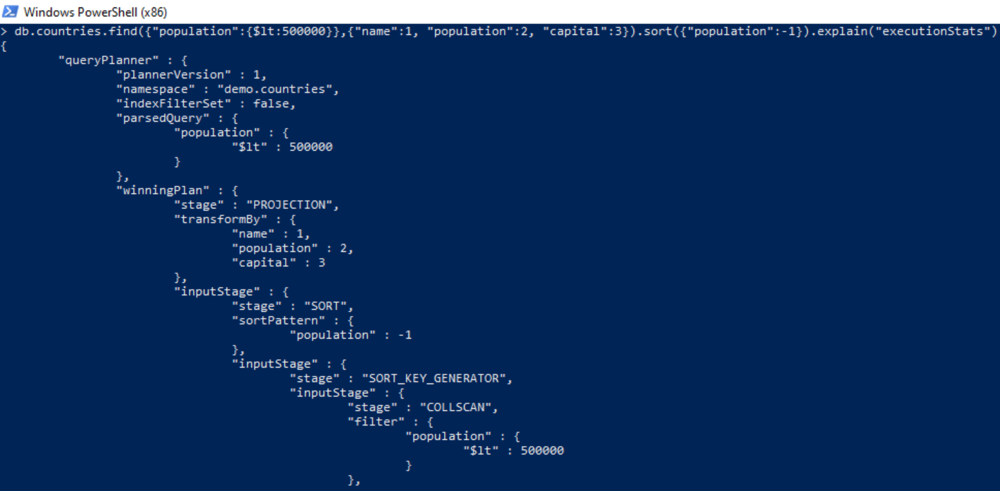 Windows PowerShell (x86)
> db.countries.find({"population":{$lt:500000}},{"name":1, "population":2, "capital":3}).sort({"population":-1}).explain("executionStats")
{
        "queryPlanner" : {
                "plannerVersion" : 1,
                "namespace" : "demo.countries",
                "indexFilterSet" : false,
                "parsedQuery" : {
                        "population" : {
                                "$lt" : 500000
                        }
                },
                "winningPlan" : {
                        "stage" : "PROJECTION",
                        "transformBy" : {
                                "name" : 1,
                                "population" : 2,
                                "capital" : 3
                        },
                        "inputStage" : {
                                "stage" : "SORT",
                                "sortPattern" : {
                                        "population" : -1
                                },
                                "inputStage" : {
                                        "stage" : "SORT_KEY_GENERATOR",
                                        "inputStage" : {
                                                "stage" : "COLLSCAN",
                                                "filter" : {
                                                        "population" : {
                                                                "$lt" : 500000
                                                        }
                                                },